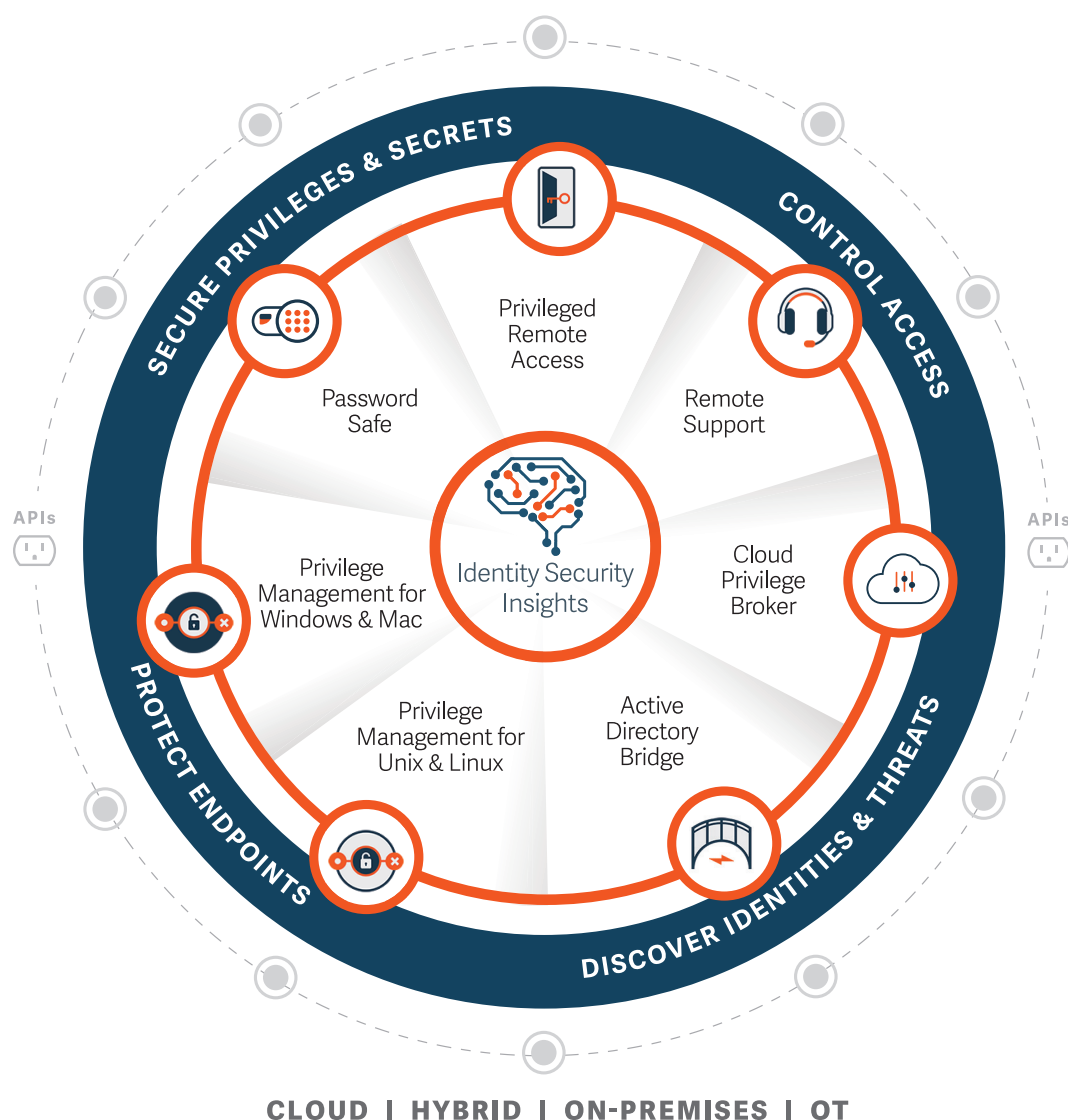 SECURE PRIVILEGES & SECRETS
CONTROL ACCESS
Privileged
Remote
Access
Password
Safe
Remote
Support
APIs
APIs
Identity Security
Insights
Privilege
Management for
Windows & Mac
Cloud
Privilege
Broker
Privilege
Management for
Unix & Linux
Active
Directory
Bridge
PROTECT ENDPOINTS
DISCOVER IDENTITIES & THREATS
CLOUD | HYBRID | ON-PREMISES | OT